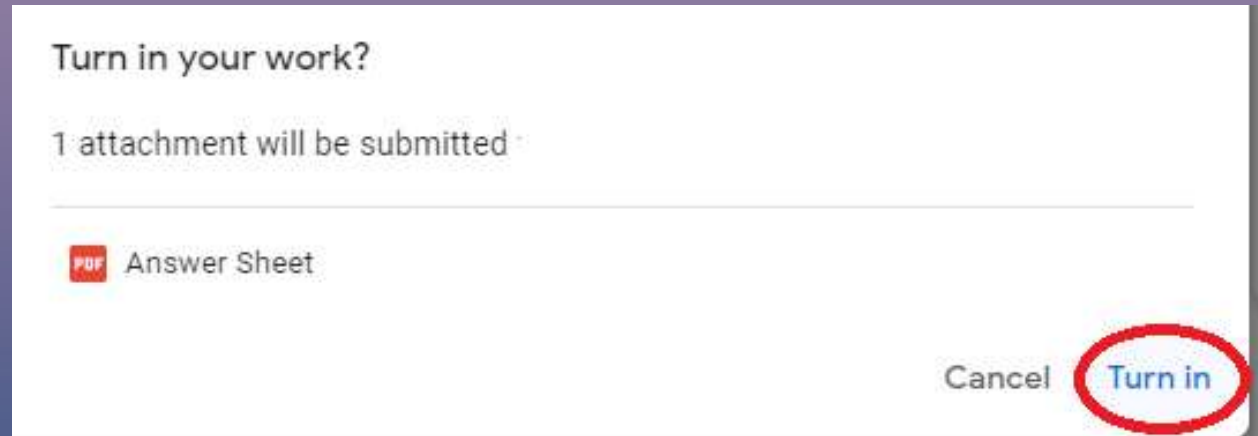 Turn in your work?
1 attachment will be submitted
PDF Answer Sheet
Cancel Turn in